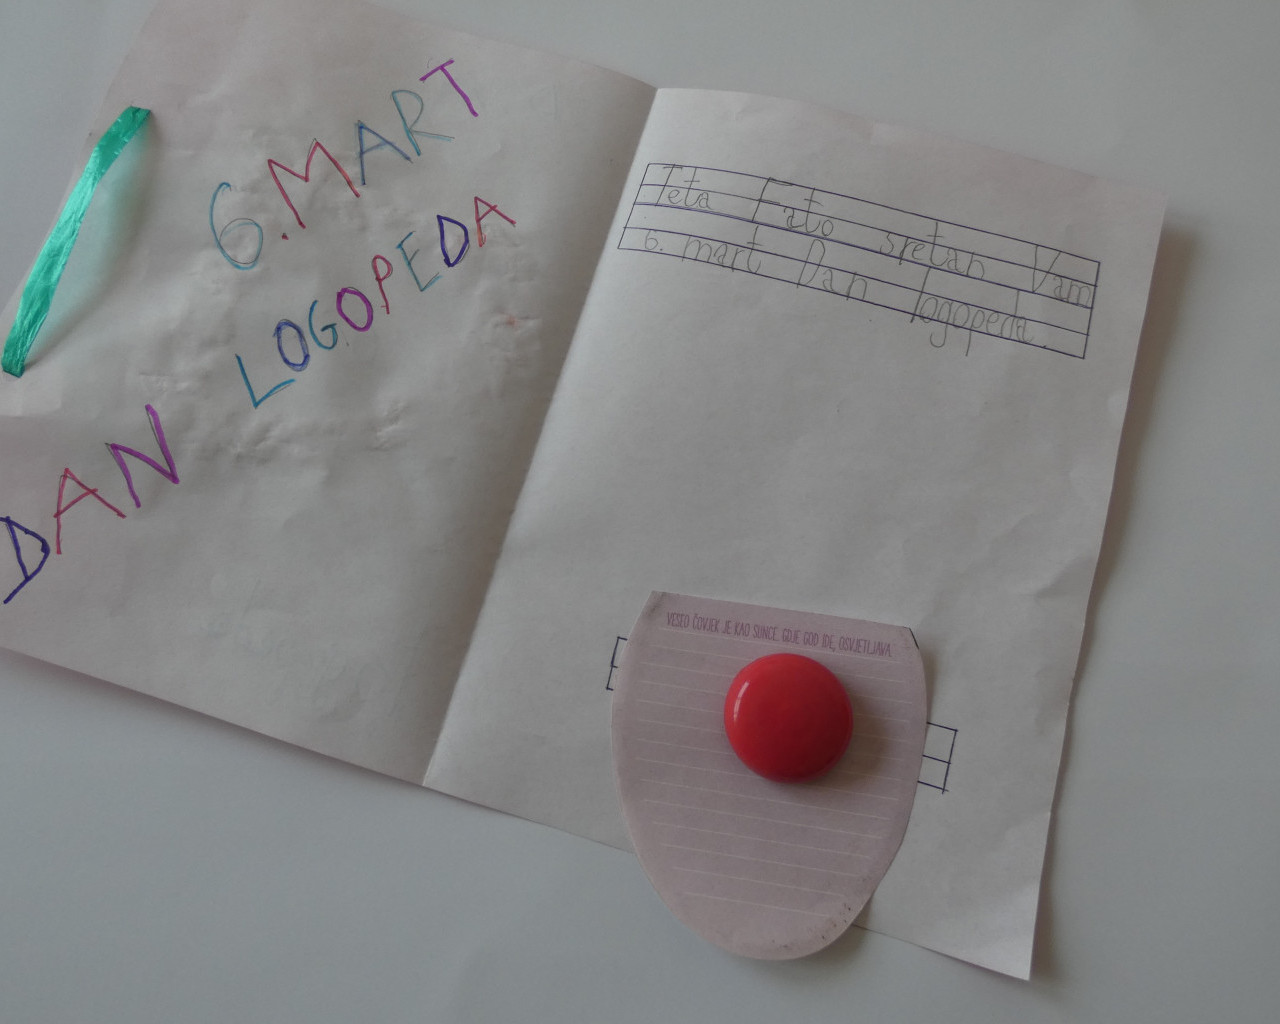 6. MART
DAN LOGOPEDA
Teta Fato sretan Vam
6. mart Dan logopeda.
VESEO ČOVJEK JE KAO SUNCE. GDJE GOD IDE, OSVJETLJAVA.